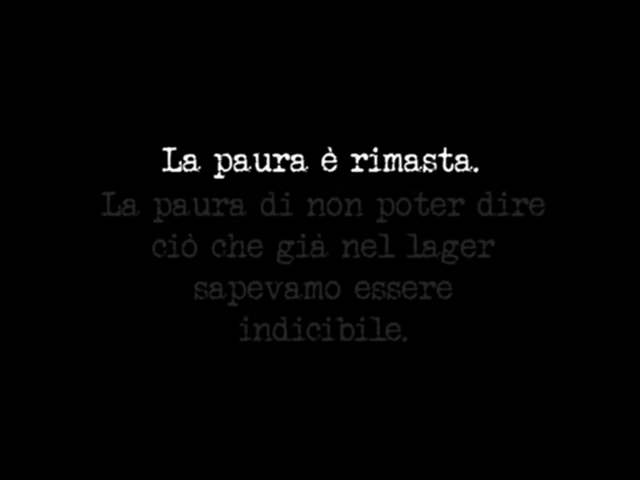 La paura è rimasta.
La paura di non poter dire
ciò che già nel lager
sapevamo essere
indicibile.